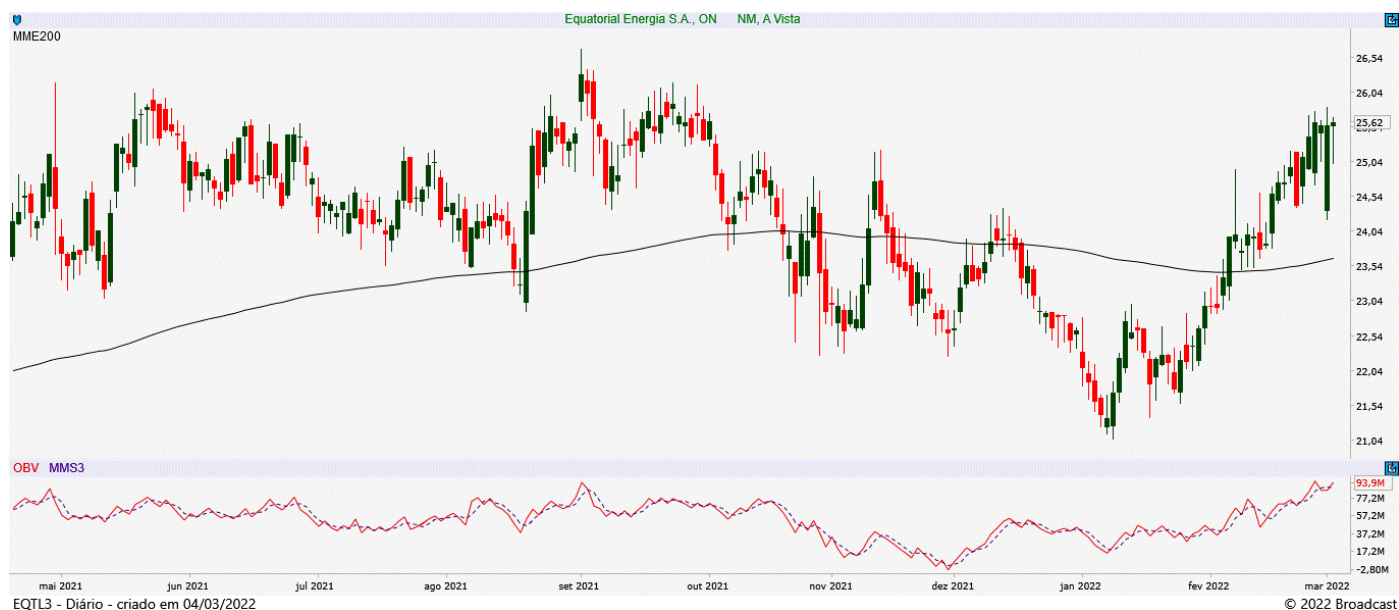 Equatorial Energia S.A., ON NM, A Vista
MME200
26,54
26,04
25,62
25,04
24,54
24,04
23,54
23,04
22,54
22,04
21,54
21,04
OBV MMS3
93,9M
77,2M
57,2M
37,2M
17,2M
-2,80M
mai 2021 jun 2021 jul 2021 ago 2021 set 2021 out 2021 nov 2021 dez 2021 jan 2022 fev 2022 mar 2022
EQTL3 - Diário - criado em 04/03/2022 © 2022 Broadcast